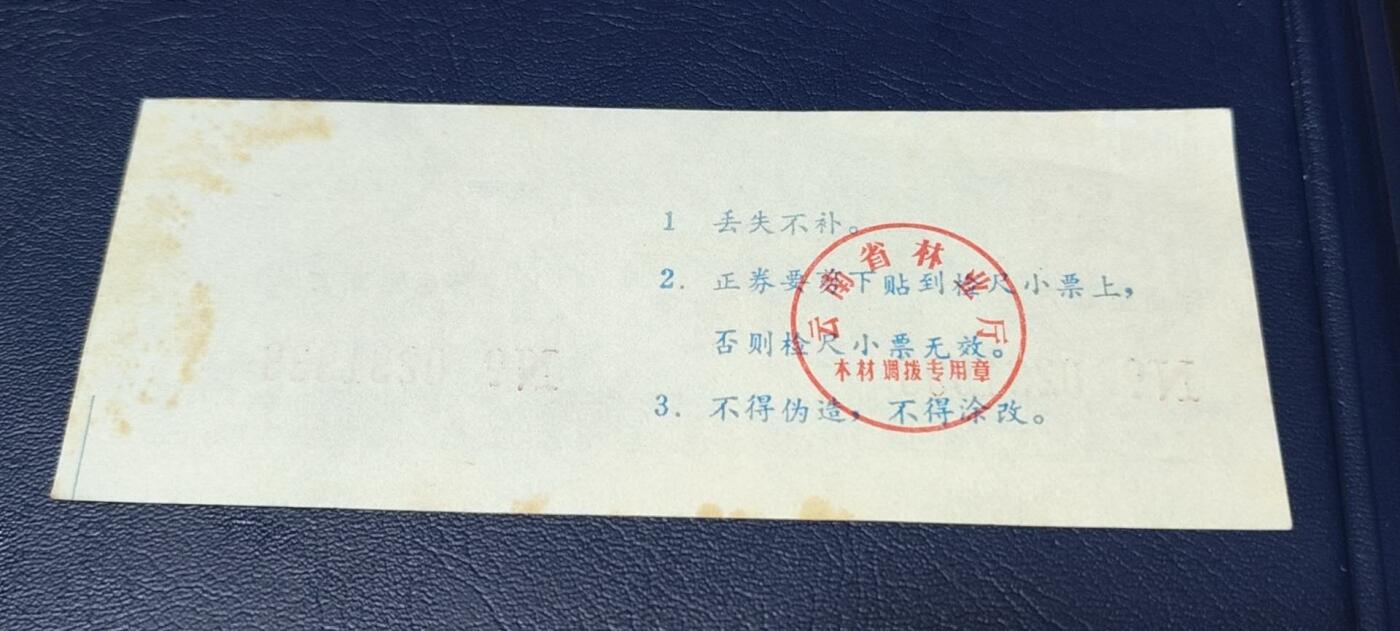 1 丢失不补。
2. 正券要剪下贴到检尺小票上，
否则检尺小票无效。
3. 不得伪造，不得涂改。
云南省林业厅
木材调拨专用章